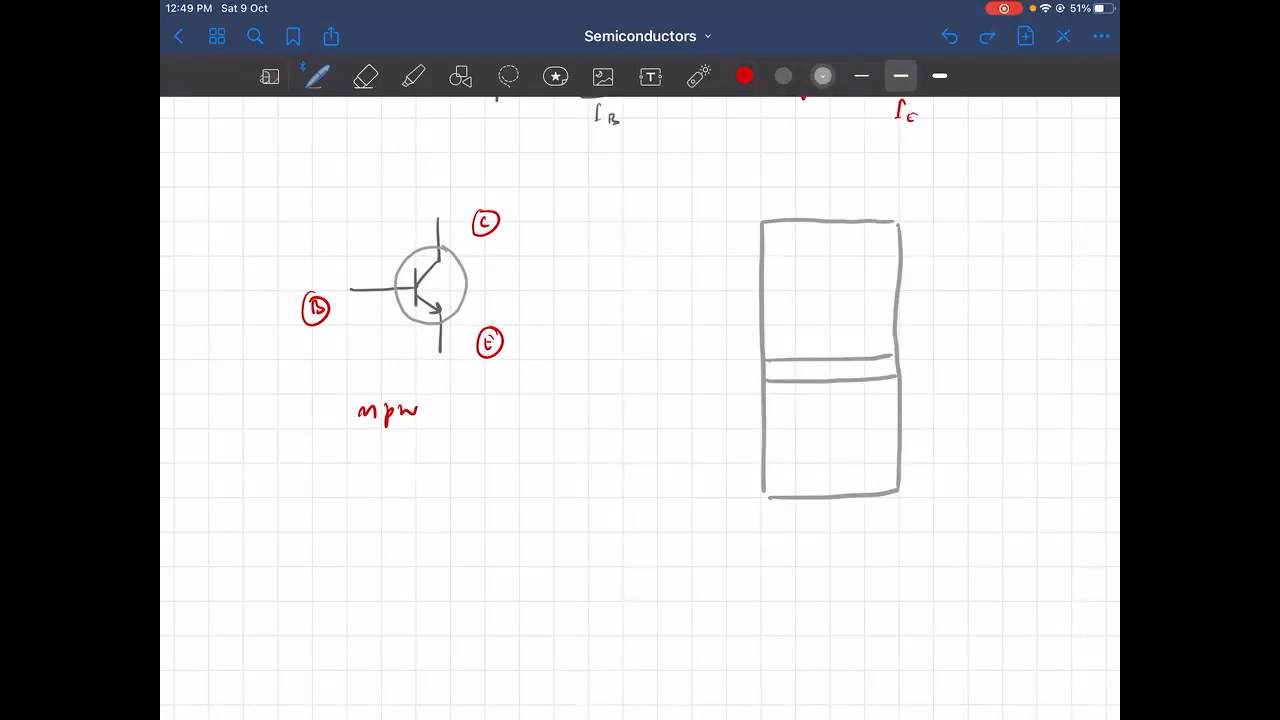 12:49 PM Sat 9 Oct 51%
Semiconductors
T
I_B I_C
C
B
E
npn